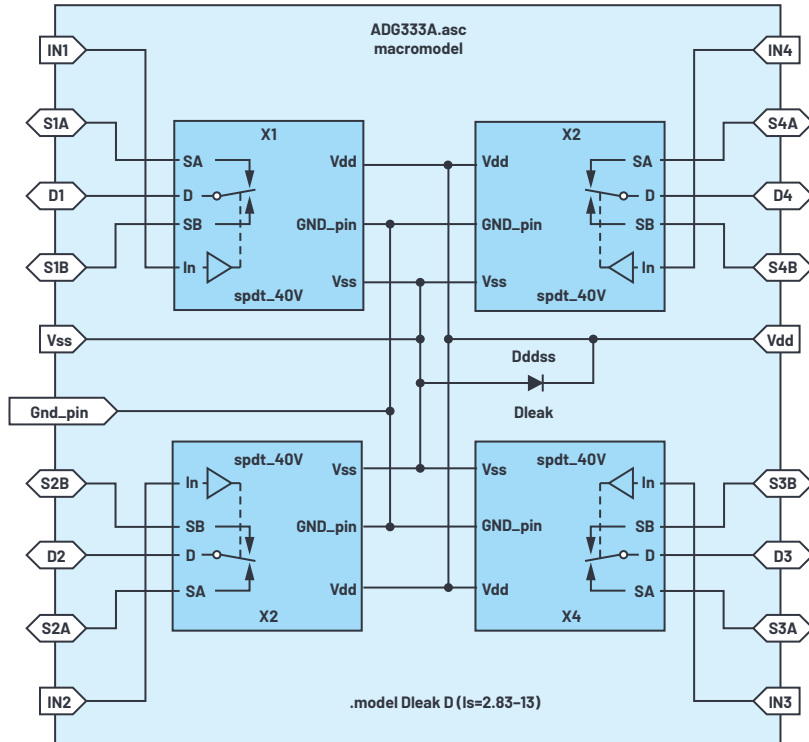 ADG333A.asc
macromodel
IN1
IN4
S1A
S4A
X1
X2
SA
Vdd
Vdd
SA
D1
D
D
D4
SB
GND_pin
GND_pin
SB
S1B
In
Vss
Vss
In
S4B
spdt_40V
spdt_40V
Vss
Vdd
Dddss
Gnd_pin
Dleak
spdt_40V
spdt_40V
S2B
In
Vss
Vss
In
S3B
SB
GND_pin
GND_pin
SB
D2
D
D
D3
SA
Vdd
Vdd
SA
S2A
X2
X4
S3A
IN2
.model Dleak D (Is=2.83–13)
IN3